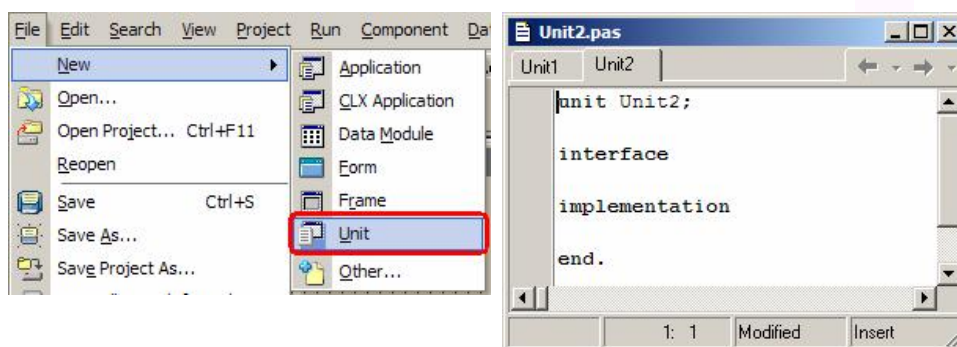 File Edit Search View Project Run Component
New
Open...
Open Project... Ctrl+F11
Reopen
Save Ctrl+S
Save As...
Save Project As...
Application
CLX Application
Data Module
Form
Frame
Unit
Other...
Unit2.pas
Unit1 Unit2
unit Unit2;
interface
implementation
end.
1: 1 Modified Insert